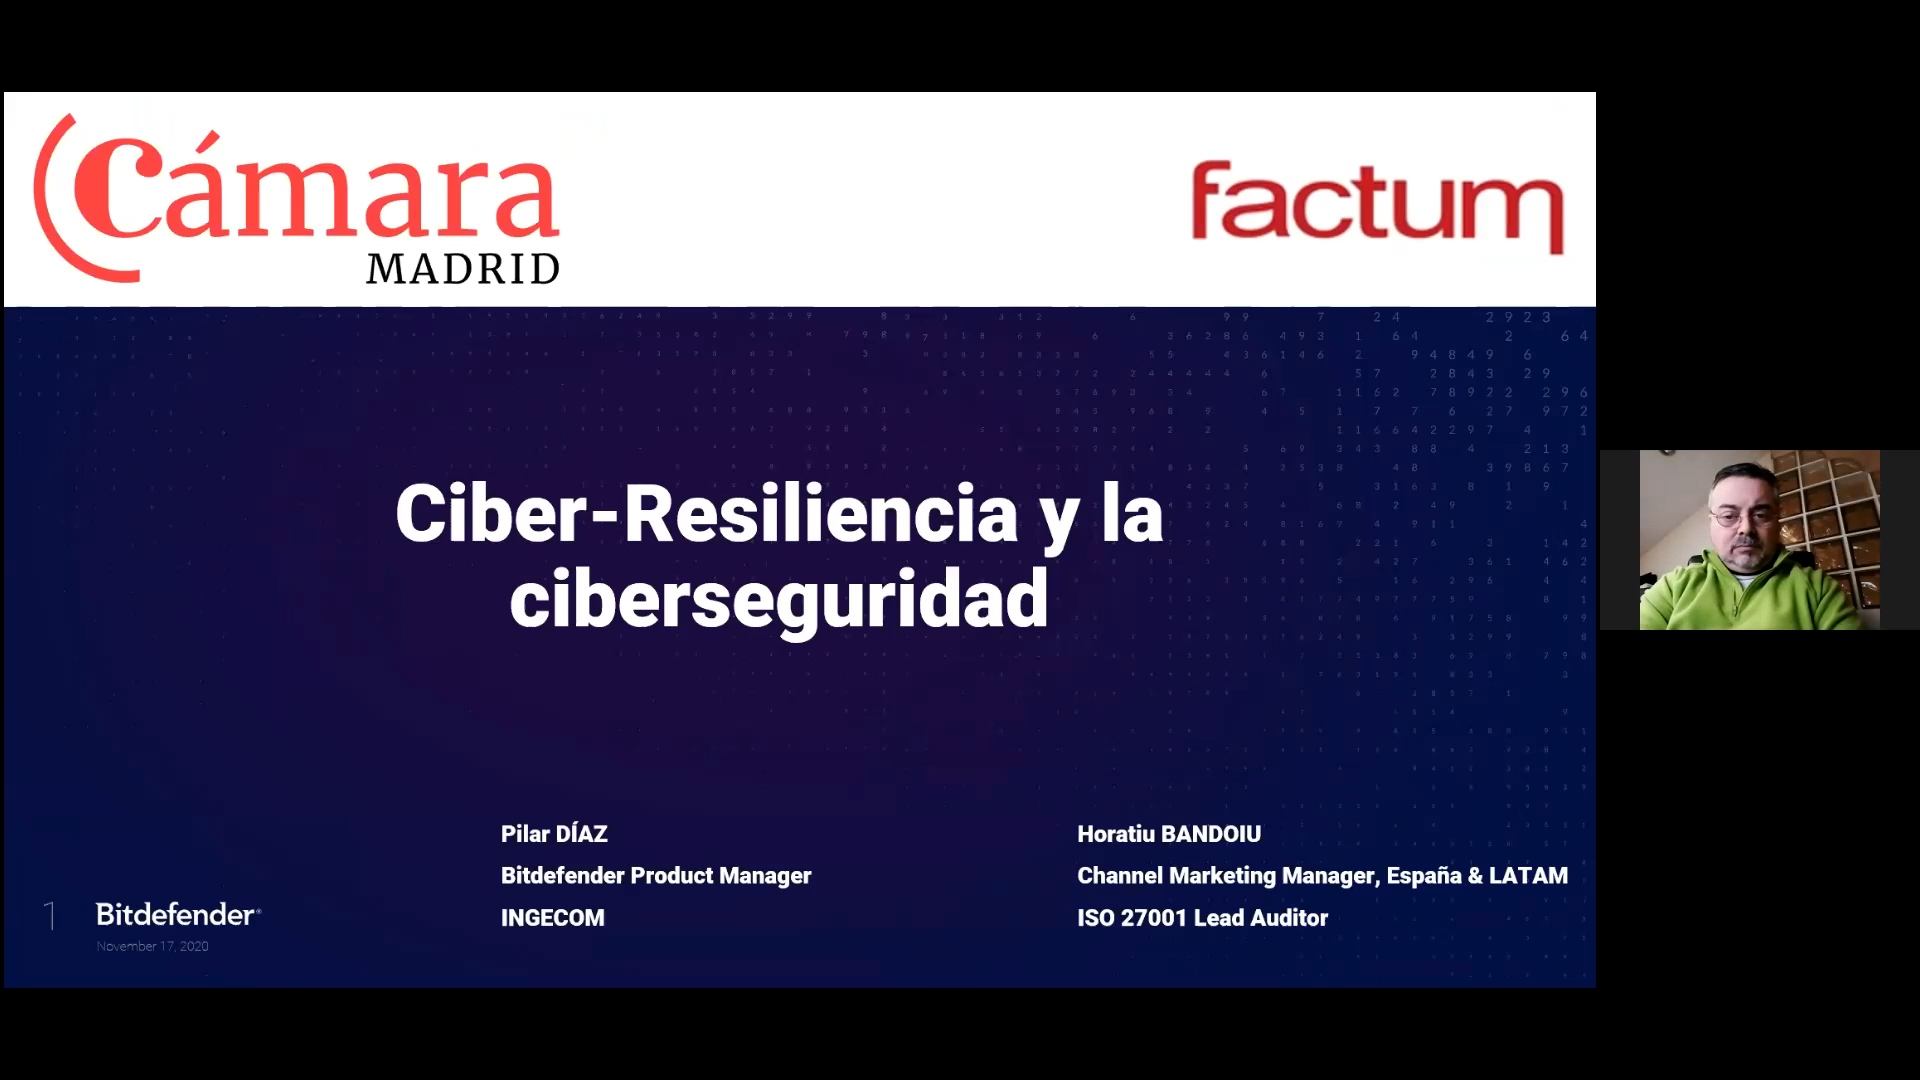 cámara
MADRID
factum
Ciber-Resiliencia y la
ciberseguridad
Pilar DÍAZ
Bitdefender Product Manager
INGECOM
Horatiu BANDOIU
Channel Marketing Manager, España & LATAM
ISO 27001 Lead Auditor
1
Bitdefender
November 17, 2020